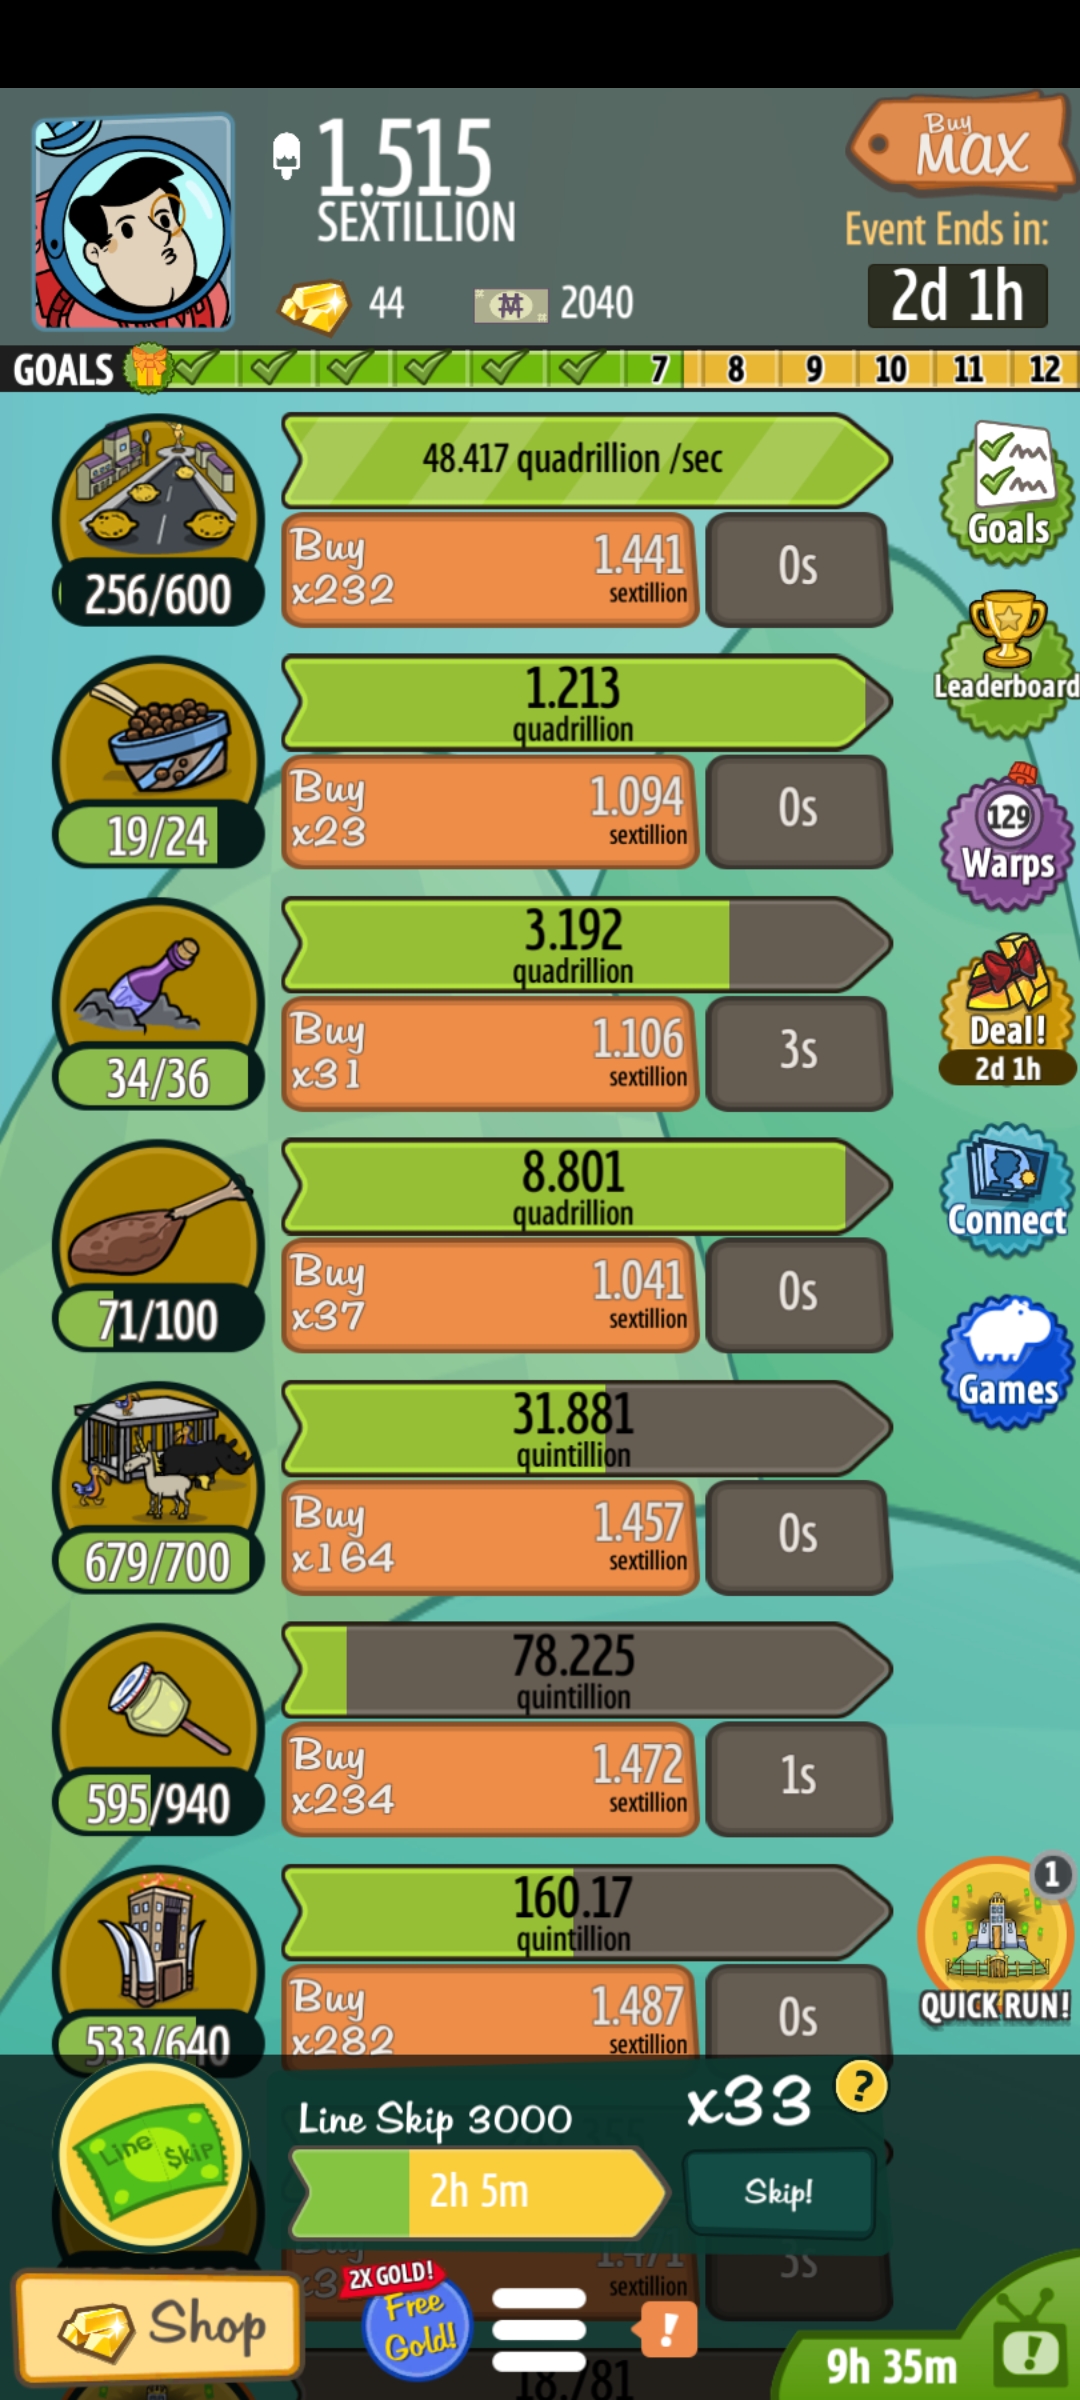 1.515
SEXTILLION
Buy
MAX
Event Ends in:
2d 1h
44
2040
GOALS
7 8 9 10 11 12
48.417 quadrillion /sec
256/600
Buy
x232
1.441
sextillion
0s
Goals
Leaderboard
1.213
quadrillion
19/24
Buy
x23
1.094
sextillion
0s
129
Warps
3.192
quadrillion
34/36
Buy
x31
1.106
sextillion
3s
Deal!
2d 1h
8.801
quadrillion
71/100
Buy
x37
1.041
sextillion
0s
Connect
Games
31.881
quintillion
679/700
Buy
x164
1.457
sextillion
0s
78.225
quintillion
595/940
Buy
x234
1.472
sextillion
1s
160.17
quintillion
533/640
Buy
x282
1.487
sextillion
0s
1
QUICK RUN!
Line Skip
Line Skip 3000
x33
?
2h 5m
Skip!
1.471
sextillion
3s
Shop
2X GOLD!
Free
Gold!
!
18.781
9h 35m
!